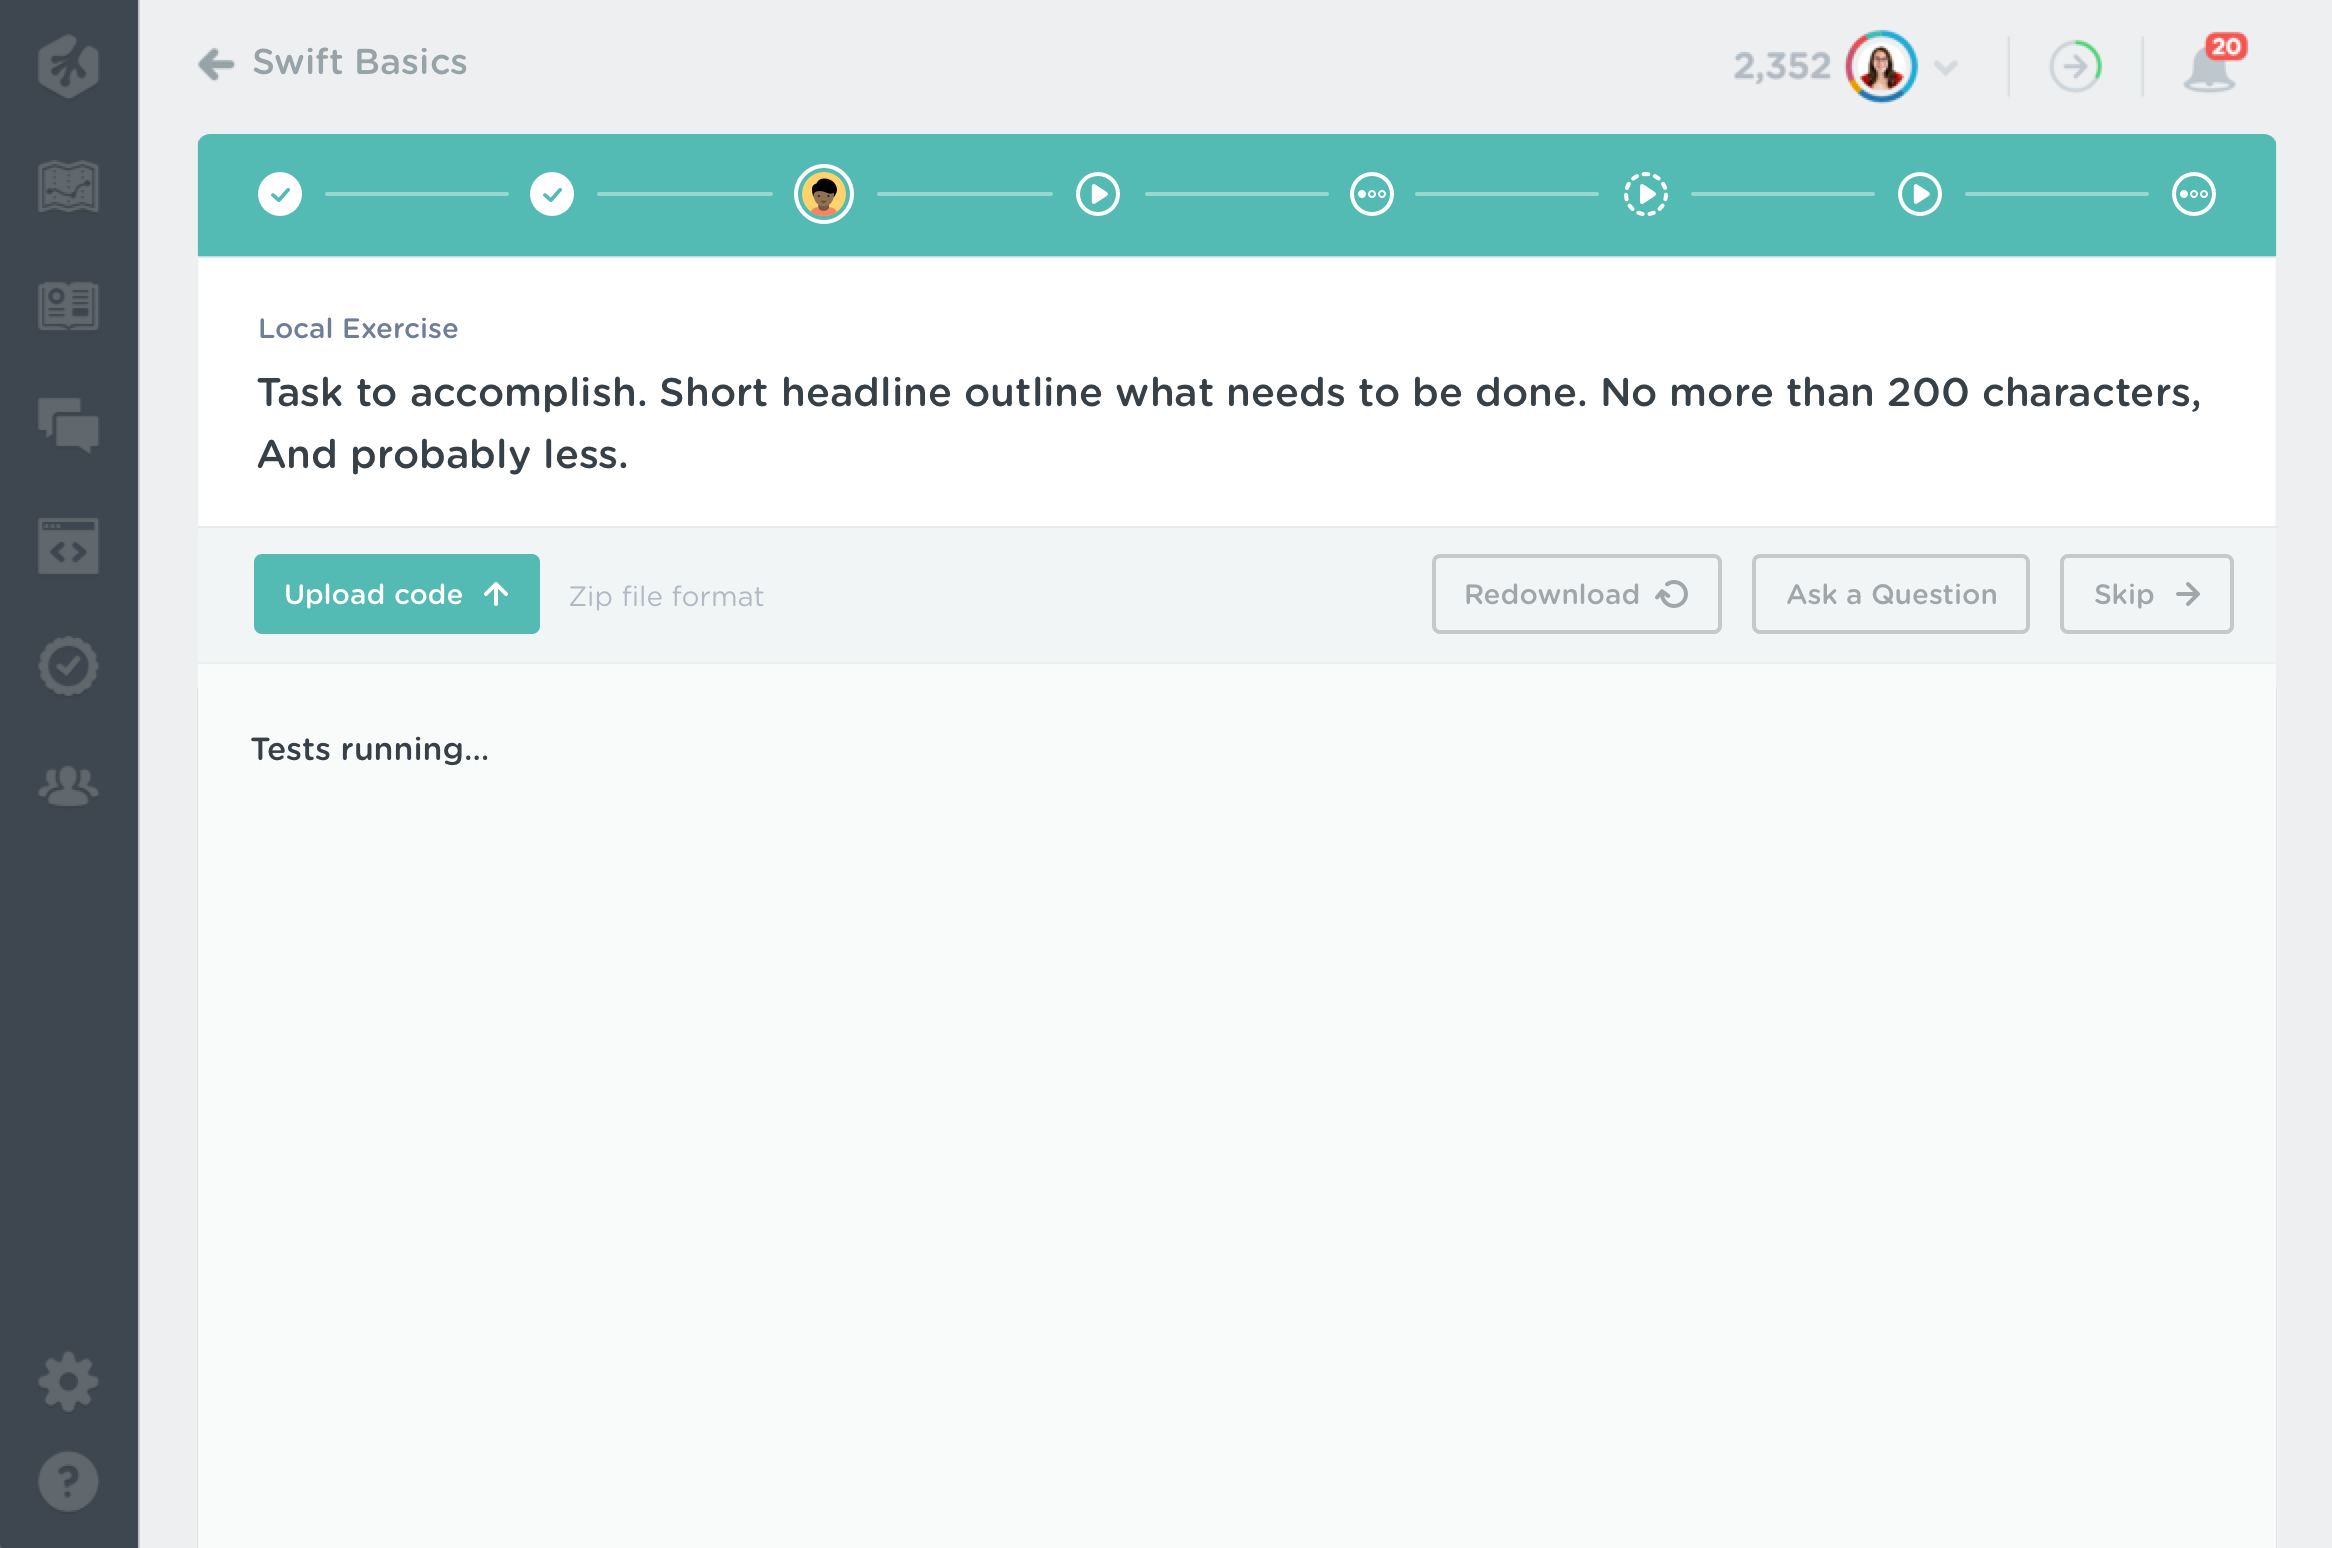 Swift Basics
2,352
20
Local Exercise
Task to accomplish. Short headline outline what needs to be done. No more than 200 characters,
And probably less.
Upload code
Zip file format
Redownload
Ask a Question
Skip
Tests running...